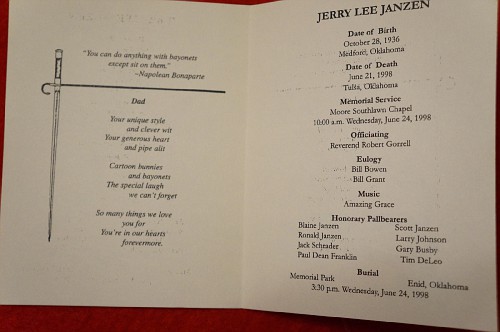 "You can do anything with bayonets
except sit on them."
~Napolean Bonaparte
Dad
Your unique style
and clever wit
Your generous heart
and pipe alit
Cartoon bunnies
and bayonets
The special laugh
we can't forget
So many things we love
you for
You're in our hearts
forevermore.
JERRY LEE JANZEN
Date of Birth
October 28, 1936
Medford, Oklahoma
Date of Death
June 21, 1998
Tulsa, Oklahoma
Memorial Service
Moore Southlawn Chapel
10:00 a.m. Wednesday, June 24, 1998
Officiating
Reverend Robert Gorrell
Eulogy
Bill Bowen
Bill Grant
Music
Amazing Grace
Honorary Pallbearers
Blaine Janzen Scott Janzen
Ronald Janzen Larry Johnson
Jack Schrader Gary Busby
Paul Dean Franklin Tim DeLeo
Burial
Memorial Park Enid, Oklahoma
3:30 p.m. Wednesday, June 24, 1998